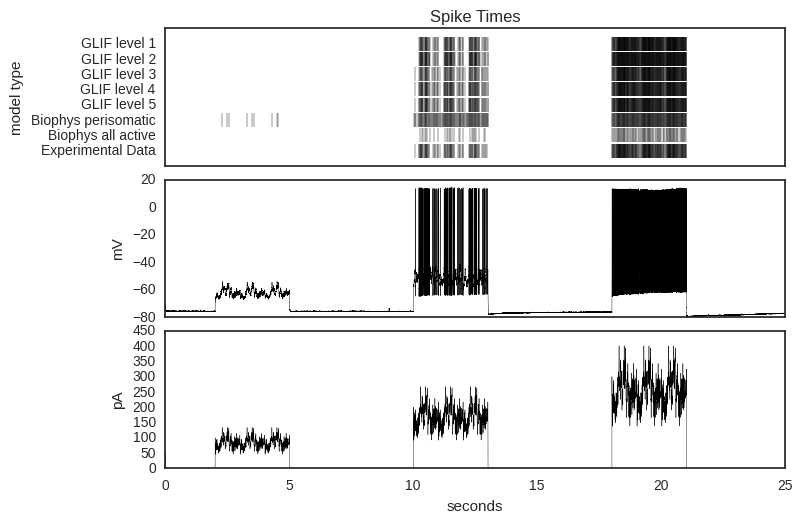 Spike Times
model type
GLIF level 1
GLIF level 2
GLIF level 3
GLIF level 4
GLIF level 5
Biophys perisomatic
Biophys all active
Experimental Data
mV
20
0
−20
−40
−60
−80
pA
450
400
350
300
250
200
150
100
50
0
0 5 10 15 20 25
seconds